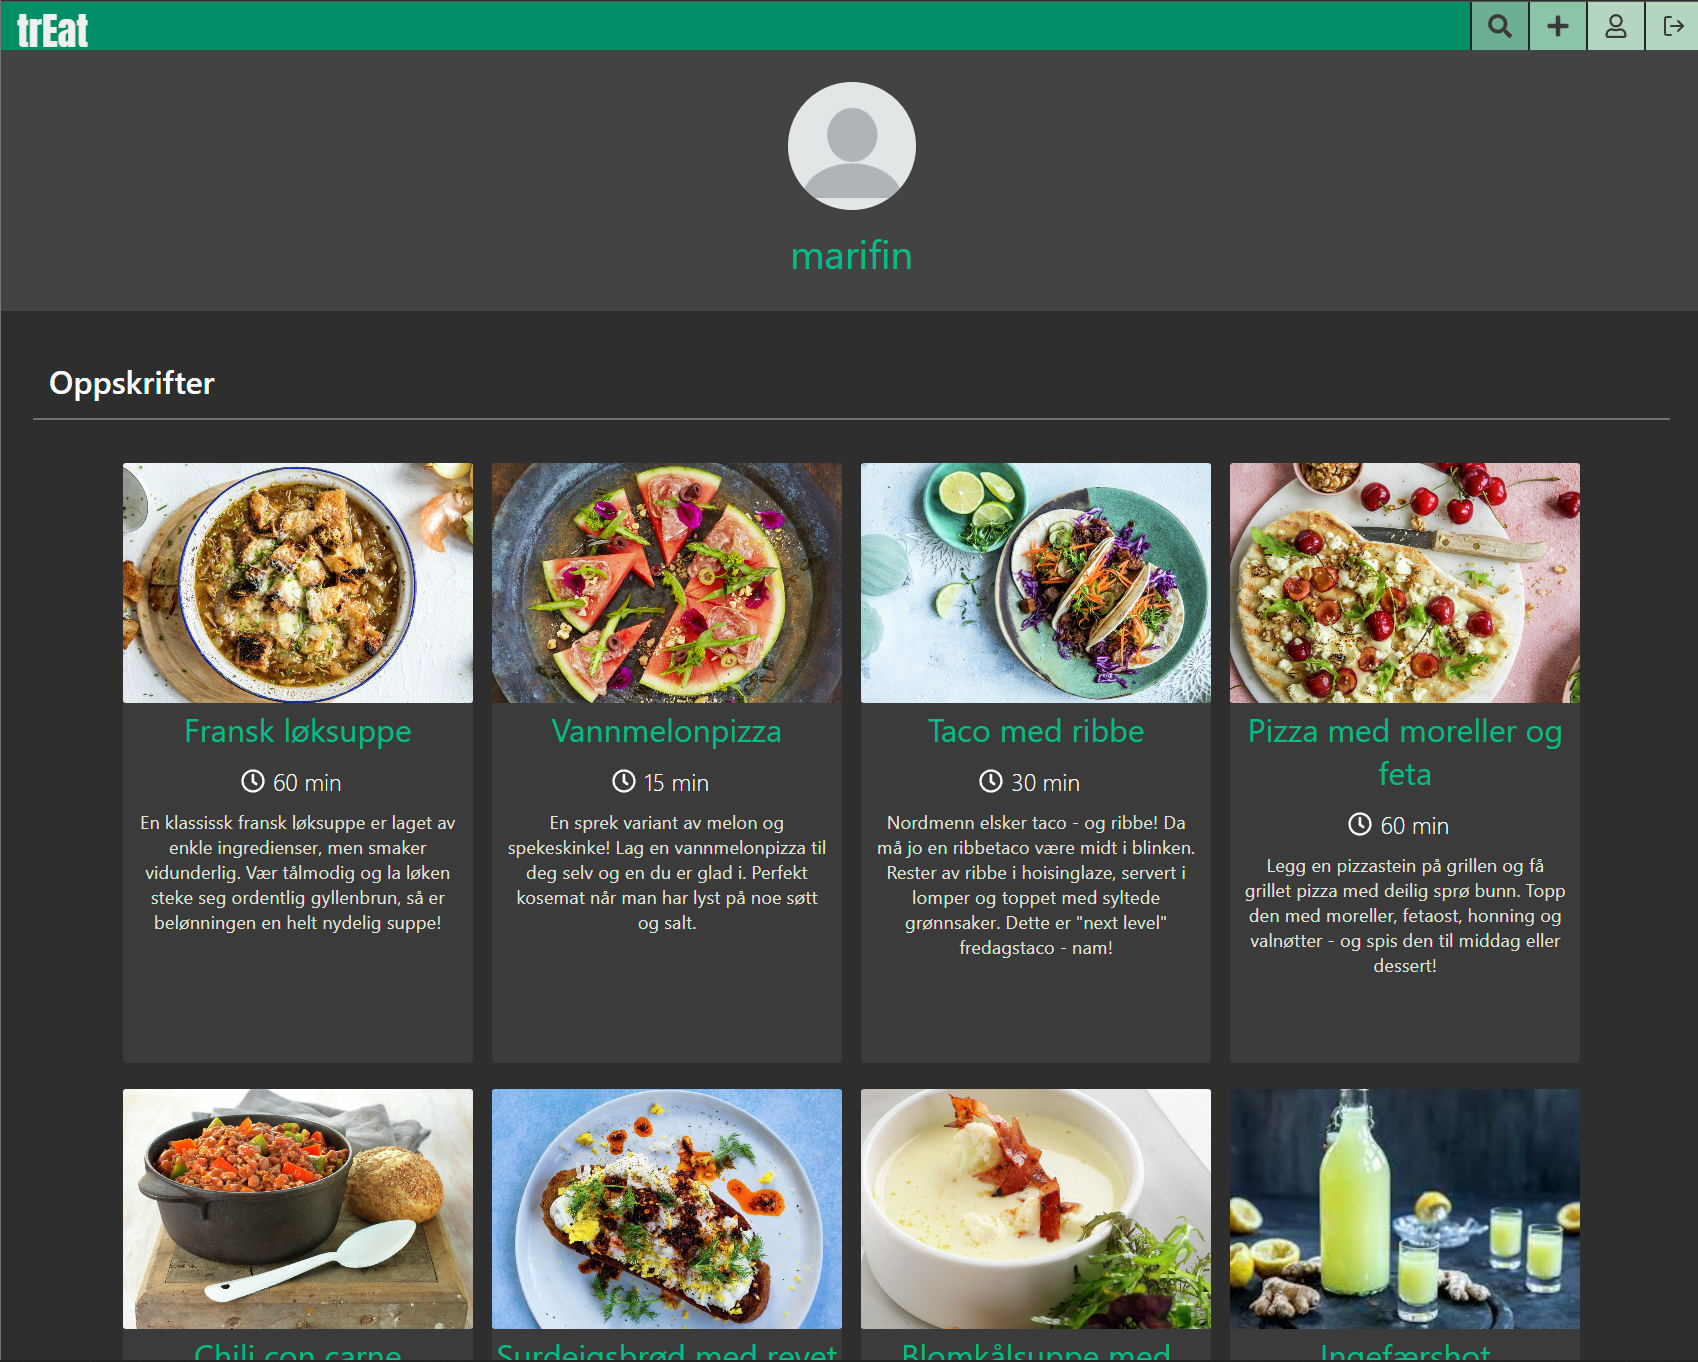 trEat
marifin
Oppskrifter
Fransk løksuppe
60 min
En klassissk fransk løksuppe er laget av
enkle ingredienser, men smaker
vidunderlig. Vær tålmodig og la løken
steke seg ordentlig gyllenbrun, så er
belønningen en helt nydelig suppe!
Vannmelonpizza
15 min
En sprek variant av melon og
spekeskinke! Lag en vannmelonpizza til
deg selv og en du er glad i. Perfekt
kosemat når man har lyst på noe søtt
og salt.
Taco med ribbe
30 min
Nordmenn elsker taco - og ribbe! Da
må jo en ribbetaco være midt i blinken.
Rester av ribbe i hoisinglaze, servert i
lomper og toppet med syltede
grønnsaker. Dette er "next level"
fredagstaco - nam!
Pizza med moreller og
feta
60 min
Legg en pizzastein på grillen og få
grillet pizza med deilig sprø bunn. Topp
den med moreller, fetaost, honning og
valnøtter - og spis den til middag eller
dessert!
Chili con carne
Surdeigsbrød med revet
Blomkålsuppe med
Ingefærshot